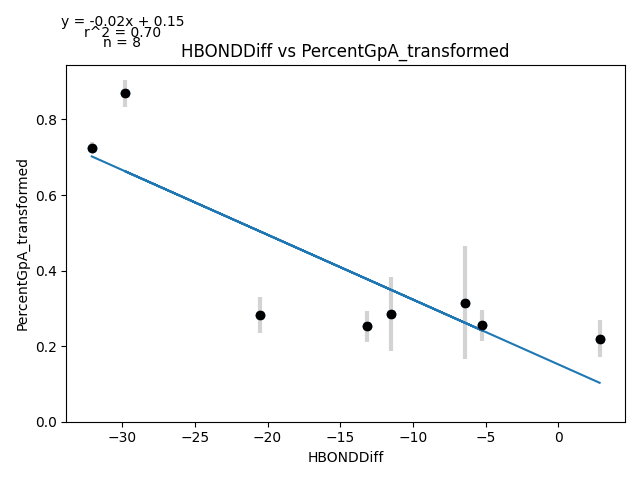 y = -0.02x + 0.15
r^2 = 0.70
n = 8
HBONDDiff vs PercentGpA_transformed
PercentGpA_transformed
0.8
0.6
0.4
0.2
0.0
−30
−25
−20
−15
−10
−5
0
HBONDDiff